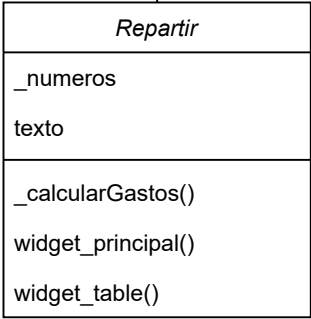 Repartir
_numeros
texto
_calcularGastos()
widget_principal()
widget_table()